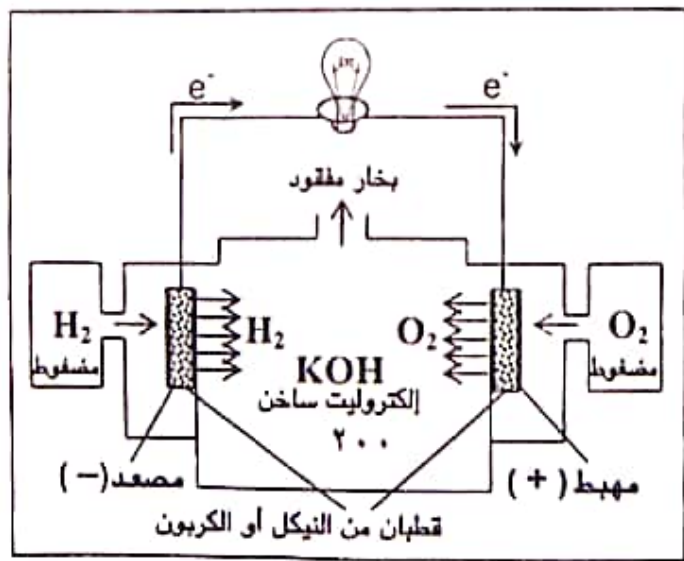 e⁻ e⁻
بخار مفقود
H₂ H₂ O₂ O₂
مضغوط KOH مضغوط
إلكتروليت ساخن
٢٠٠
مصعد (−) مهبط (+)
قطبان من النيكل أو الكربون